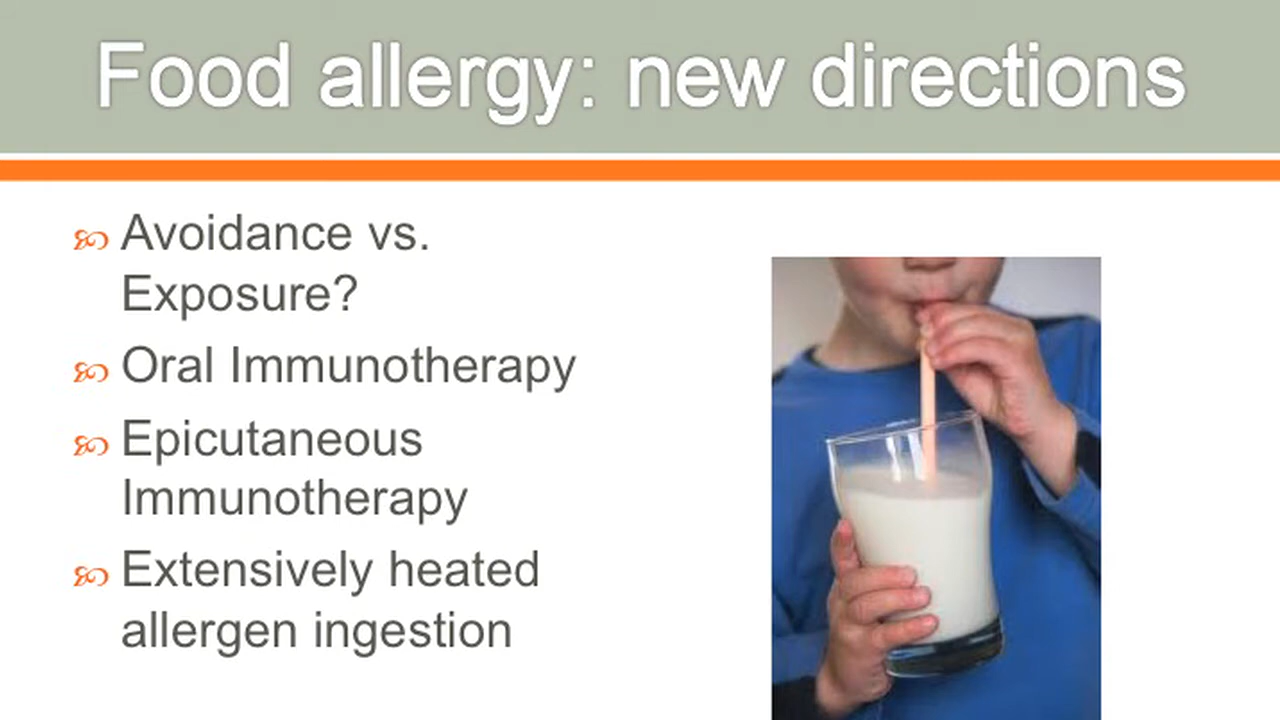 Food allergy: new directions
Avoidance vs.
Exposure?
Oral Immunotherapy
Epicutaneous
Immunotherapy
Extensively heated
allergen ingestion